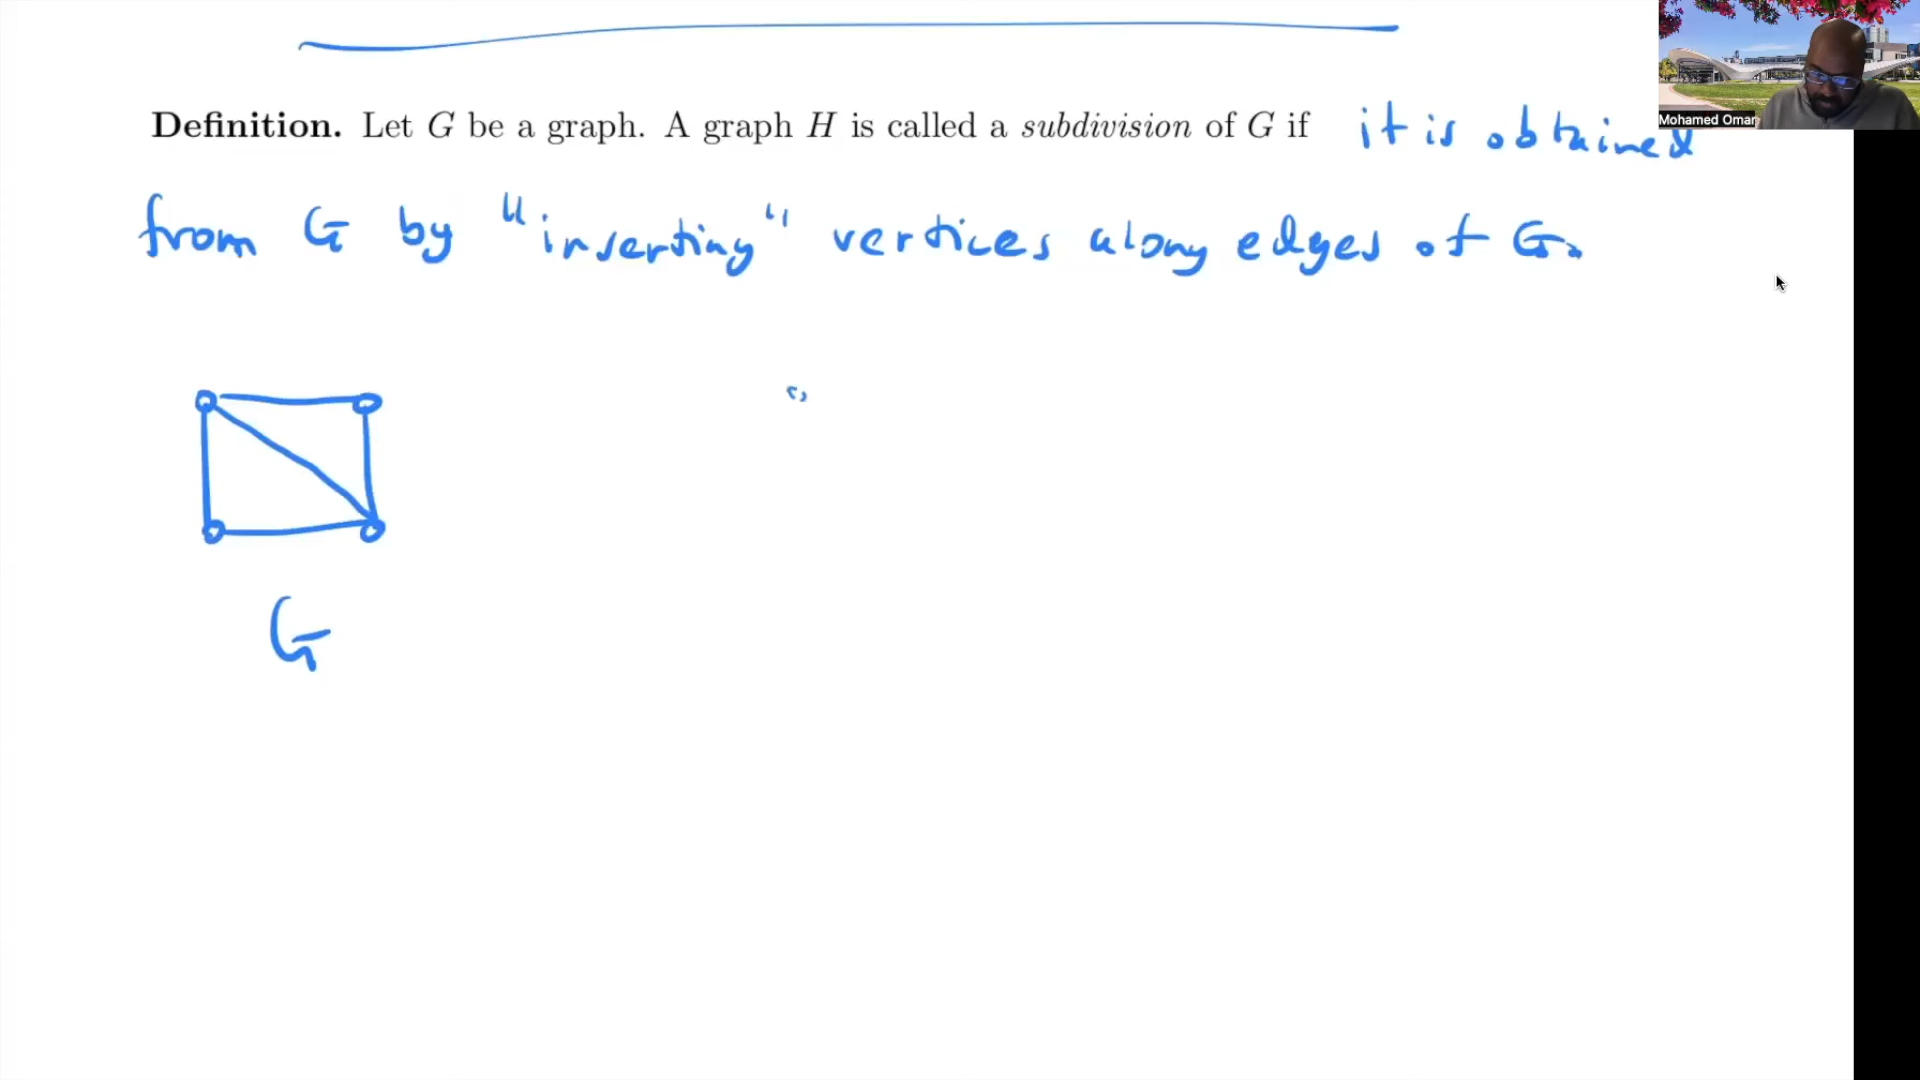 Definition. Let G be a graph. A graph H is called a subdivision of G if it is obtained
from G by "inserting" vertices along edges of G.
G
Mohamed Omar